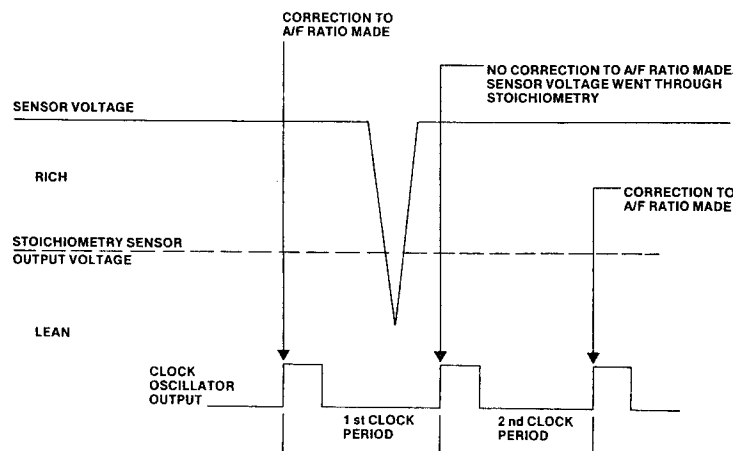 CORRECTION TO
A/F RATIO MADE
NO CORRECTION TO A/F RATIO MADE.
SENSOR VOLTAGE WENT THROUGH
STOICHIOMETRY
SENSOR VOLTAGE
RICH
CORRECTION TO
A/F RATIO MADE
STOICHIOMETRY SENSOR
OUTPUT VOLTAGE
LEAN
CLOCK
OSCILLATOR
OUTPUT
1 st CLOCK
PERIOD
2 nd CLOCK
PERIOD